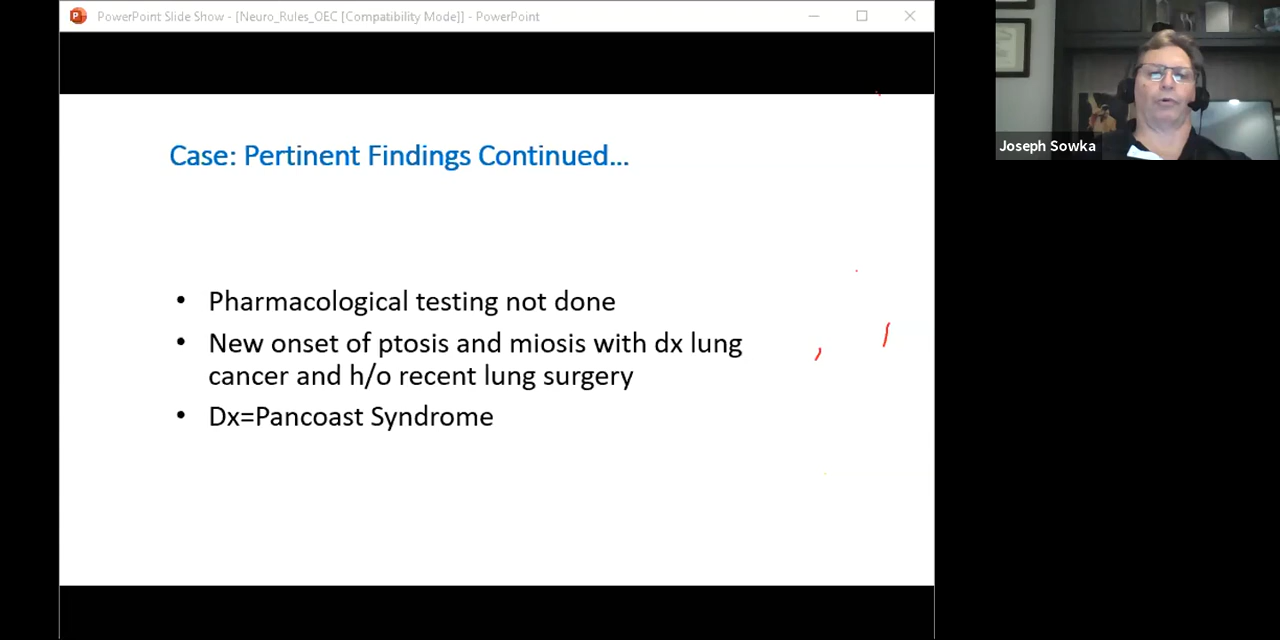 PowerPoint Slide Show - [Neuro_Rules_OEC [Compatibility Mode]] - PowerPoint
Case: Pertinent Findings Continued...
• Pharmacological testing not done
• New onset of ptosis and miosis with dx lung
cancer and h/o recent lung surgery
• Dx=Pancoast Syndrome
Joseph Sowka